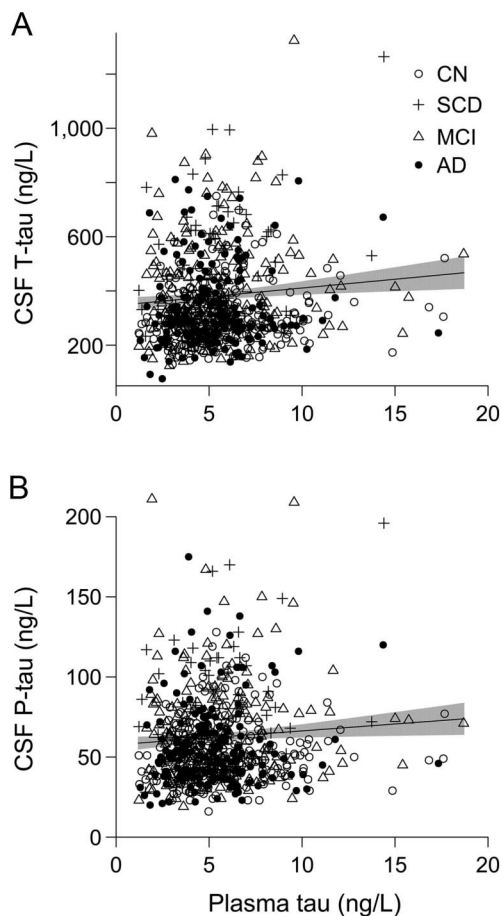 A
CSF T-tau (ng/L)
1,000
600
200
0
5
10
15
20
CN
SCD
MCI
AD
B
CSF P-tau (ng/L)
200
150
100
50
0
0
5
10
15
20
Plasma tau (ng/L)